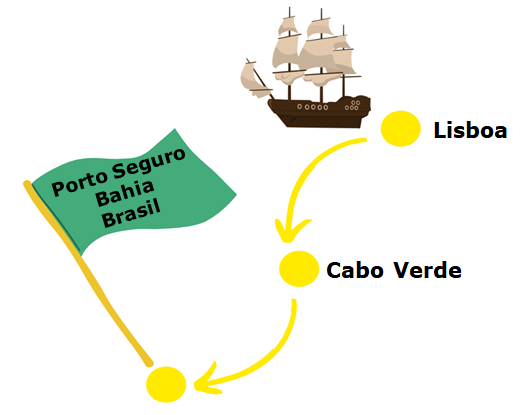 Lisboa
Porto Seguro
Bahia
Brasil
Cabo Verde